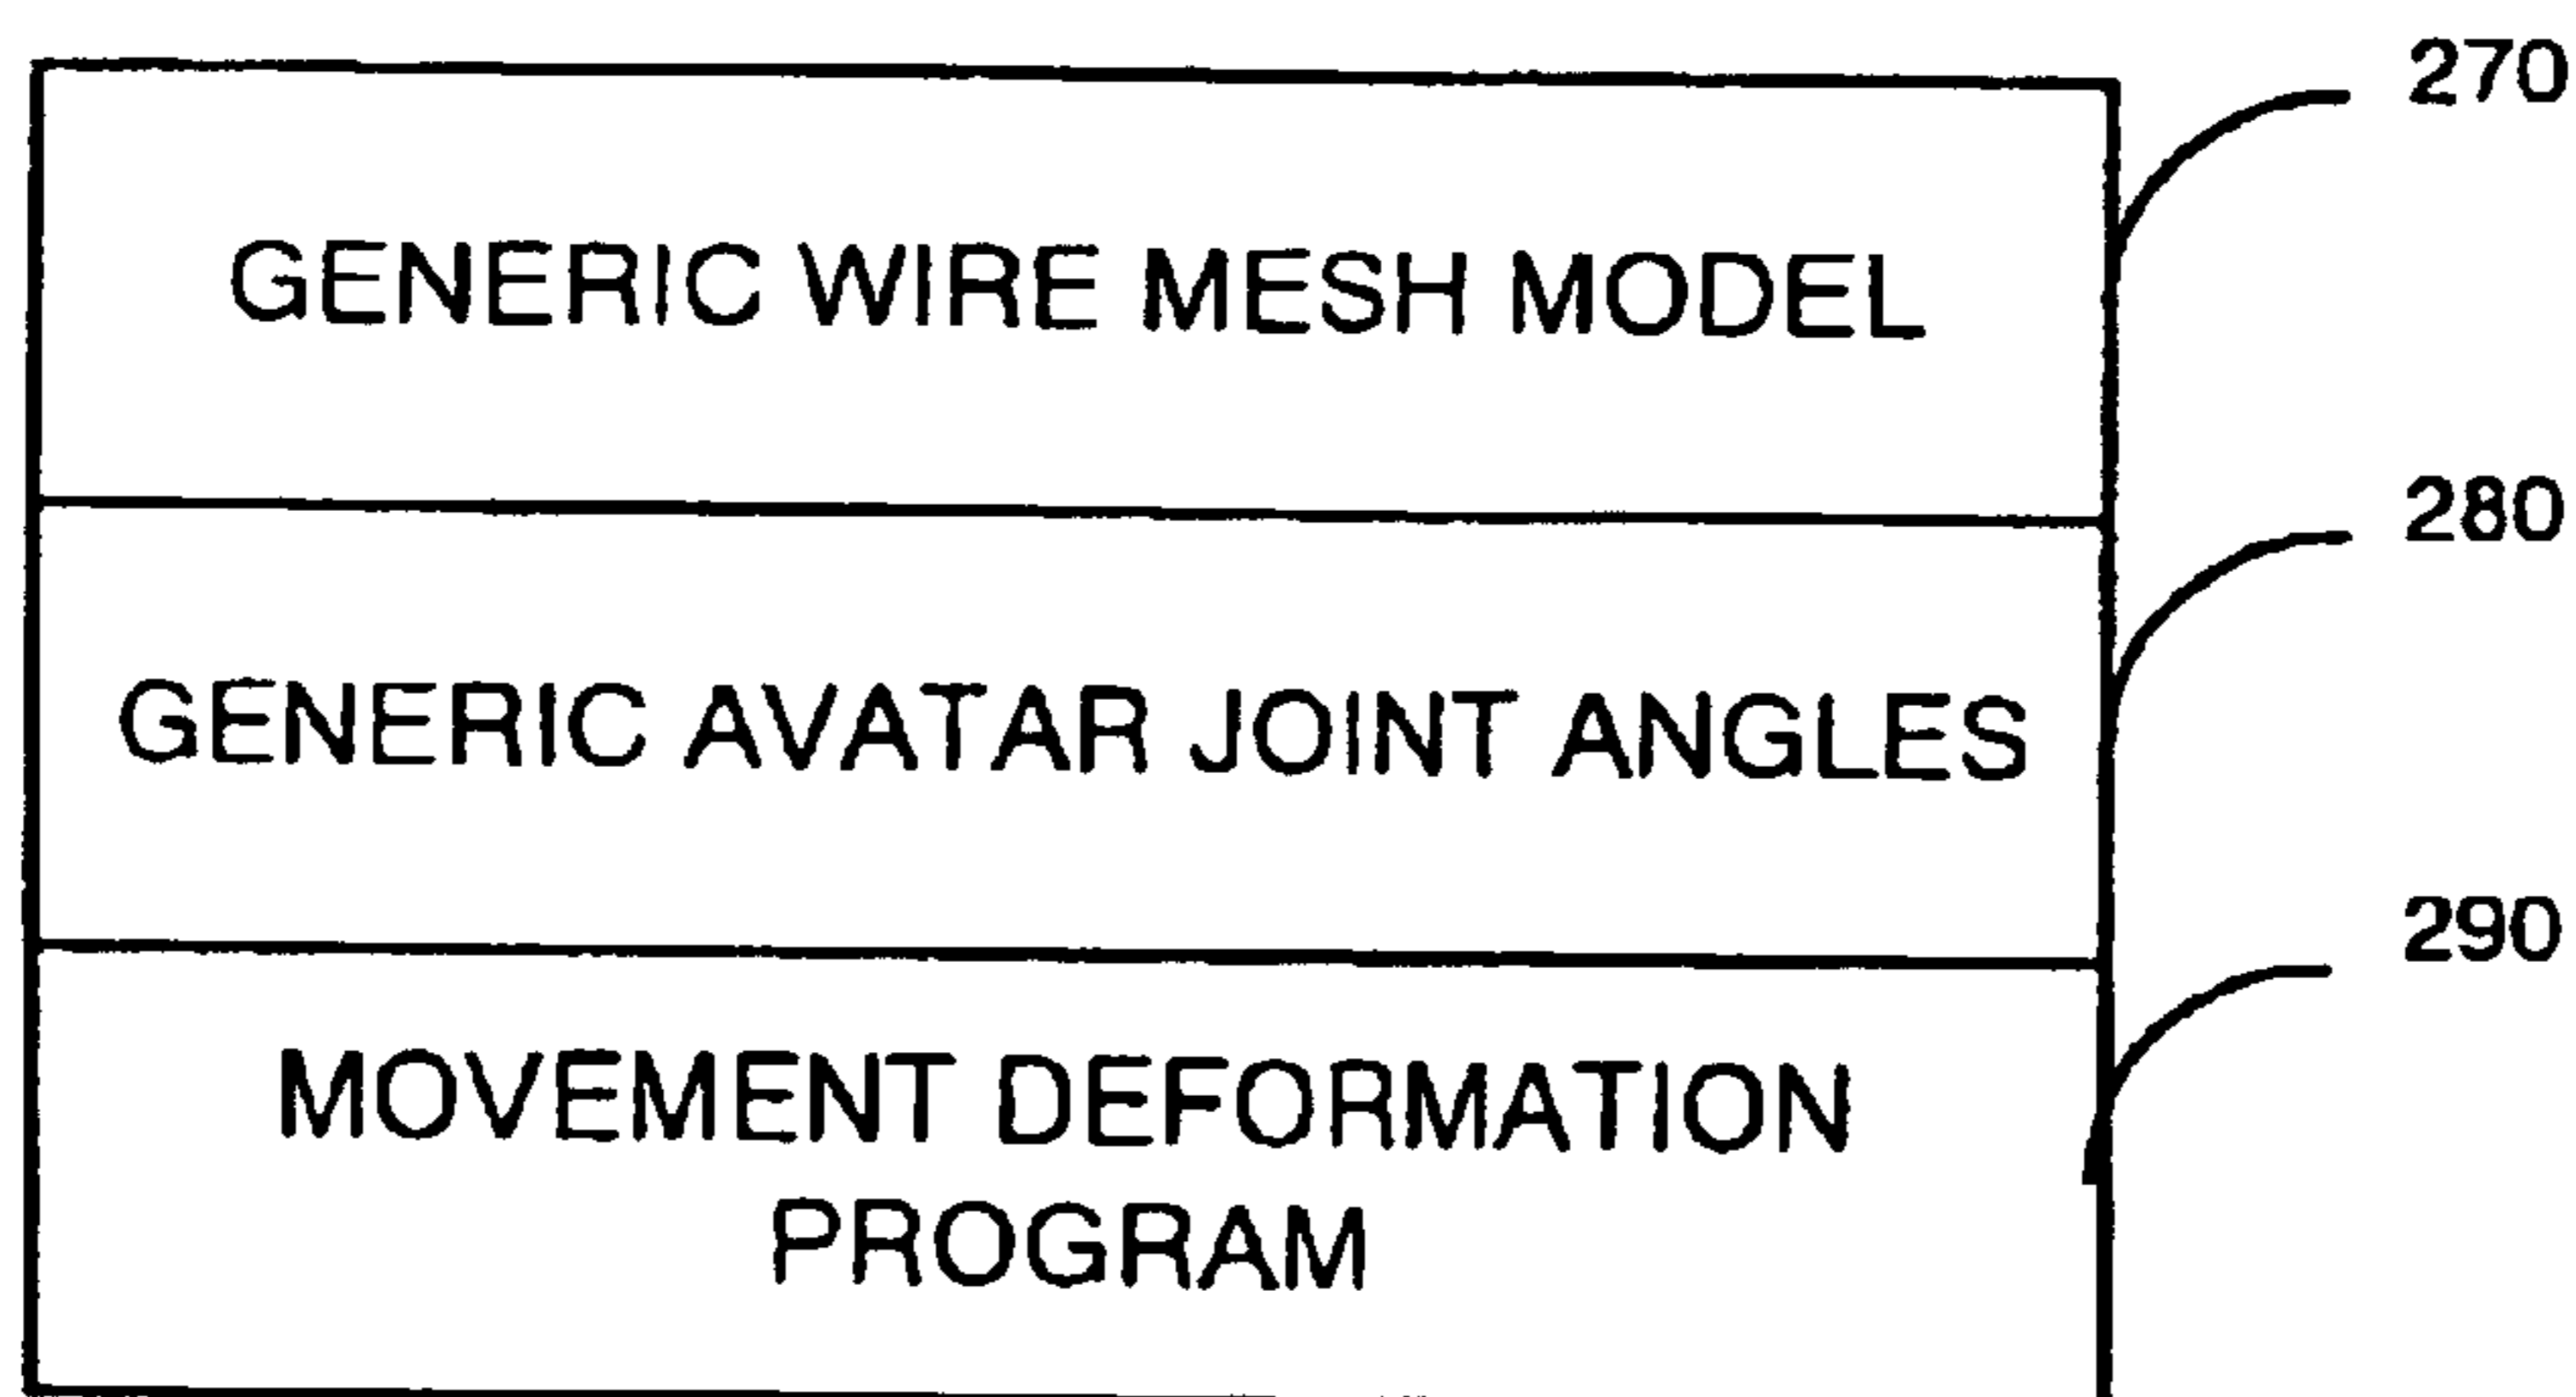 270
GENERIC WIRE MESH MODEL
280
GENERIC AVATAR JOINT ANGLES
290
MOVEMENT DEFORMATION
PROGRAM